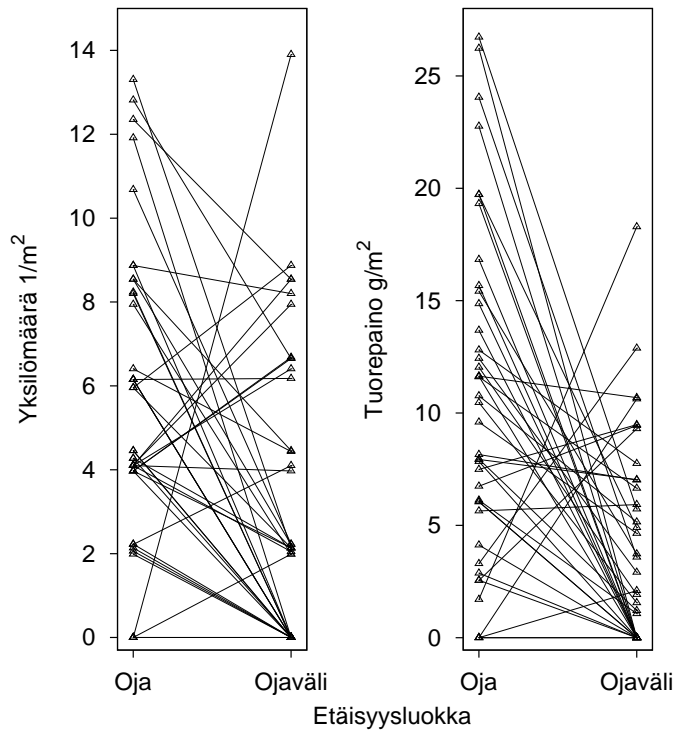 Yksilömäärä 1/m²
14
12
10
8
6
4
2
0
Oja Ojaväli
Tuorepaino g/m²
25
20
15
10
5
0
Oja Ojaväli
Etäisyysluokka